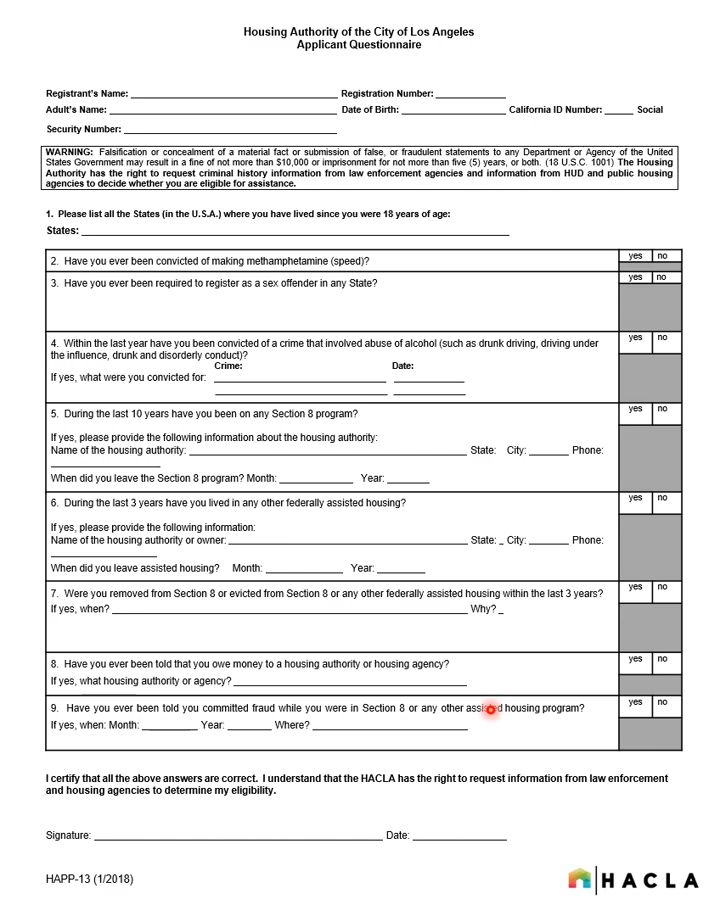 Housing Authority of the City of Los Angeles
Applicant Questionnaire
Registrant's Name: Registration Number:
Adult's Name: Date of Birth: California ID Number: Social
Security Number:
WARNING: Falsification or concealment of a material fact or submission of false, or fraudulent statements to any Department or Agency of the United
States Government may result in a fine of not more than $10,000 or imprisonment for not more than five (5) years, or both. (18 U.S.C. 1001) The Housing
Authority has the right to request criminal history information from law enforcement agencies and information from HUD and public housing
agencies to decide whether you are eligible for assistance.
1. Please list all the States (in the U.S.A.) where you have lived since you were 18 years of age:
States:
2. Have you ever been convicted of making methamphetamine (speed)? yes no
3. Have you ever been required to register as a sex offender in any State? yes no
4. Within the last year have you been convicted of a crime that involved abuse of alcohol (such as drunk driving, driving under yes no
the influence, drunk and disorderly conduct)?
Crime: Date:
If yes, what were you convicted for:
5. During the last 10 years have you been on any Section 8 program? yes no
If yes, please provide the following information about the housing authority:
Name of the housing authority: State: City: Phone:
When did you leave the Section 8 program? Month: Year:
6. During the last 3 years have you lived in any other federally assisted housing? yes no
If yes, please provide the following information:
Name of the housing authority or owner: State: City: Phone:
When did you leave assisted housing? Month: Year:
7. Were you removed from Section 8 or evicted from Section 8 or any other federally assisted housing within the last 3 years? yes no
If yes, when? Why?
8. Have you ever been told that you owe money to a housing authority or housing agency? yes no
If yes, what housing authority or agency?
9. Have you ever been told you committed fraud while you were in Section 8 or any other assisted housing program? yes no
If yes, when: Month: Year: Where?
I certify that all the above answers are correct. I understand that the HACLA has the right to request information from law enforcement
and housing agencies to determine my eligibility.
Signature: Date:
HAPP-13 (1/2018)
HACLA